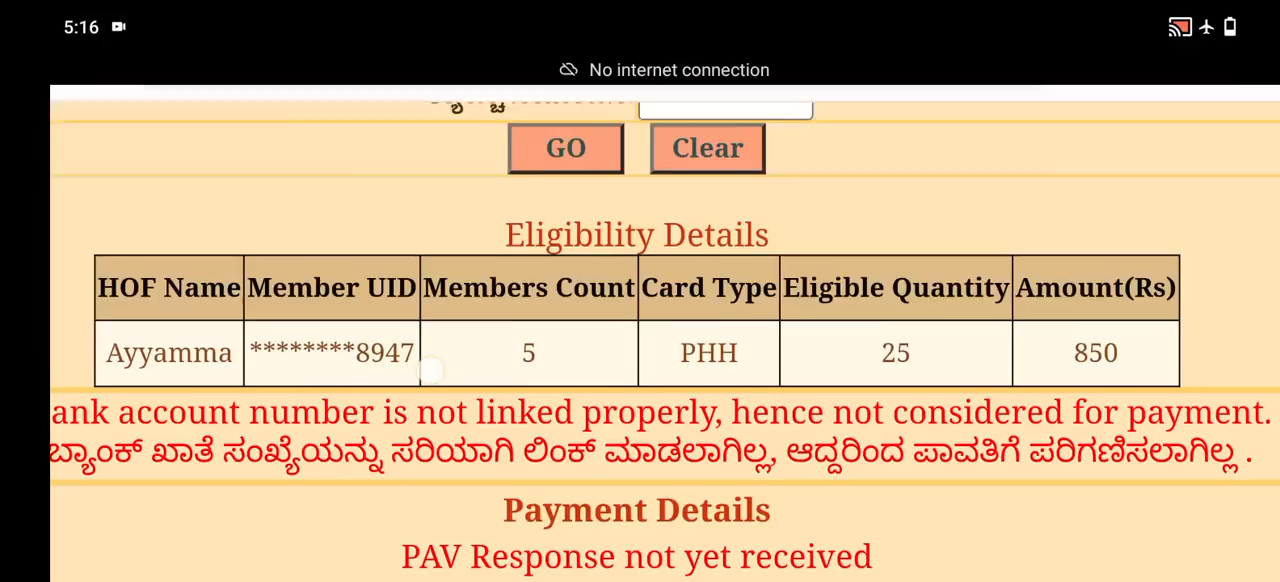 5:16
No internet connection
GO Clear
Eligibility Details
HOF Name Member UID Members Count Card Type Eligible Quantity Amount(Rs)
Ayyamma ********8947 5 PHH 25 850
ank account number is not linked properly, hence not considered for payment.
ಬ್ಯಾಂಕ್ ಖಾತೆ ಸಂಖ್ಯೆಯನ್ನು ಸರಿಯಾಗಿ ಲಿಂಕ್ ಮಾಡಲಾಗಿಲ್ಲ, ಆದ್ದರಿಂದ ಪಾವತಿಗೆ ಪರಿಗಣಿಸಲಾಗಿಲ್ಲ .
Payment Details
PAV Response not yet received